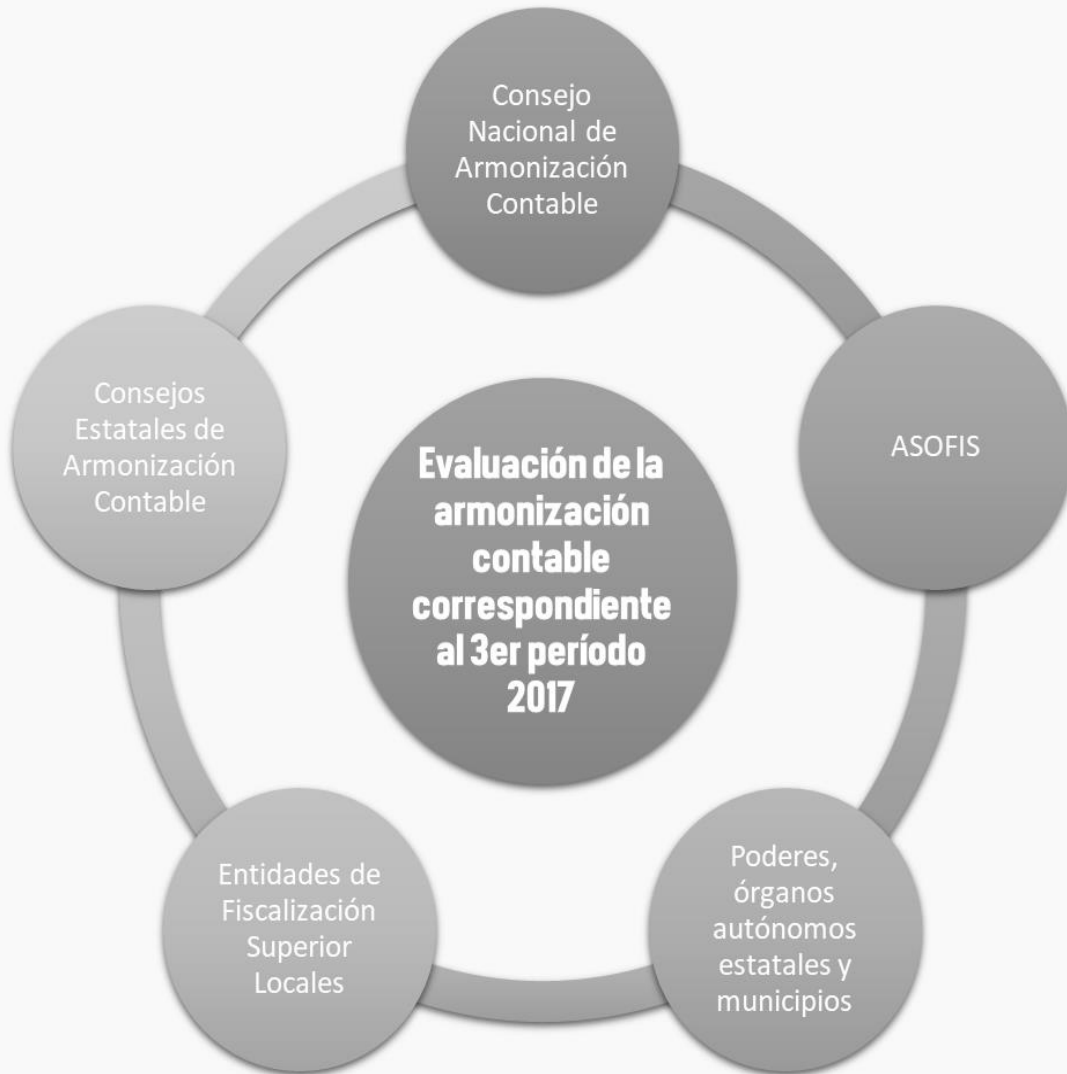 Consejo
Nacional de
Armonización
Contable
Consejos
Estatales de
Armonización
Contable
ASOFIS
Evaluación de la
armonización
contable
correspondiente
al 3er período
2017
Entidades de
Fiscalización
Superior
Locales
Poderes,
órganos
autónomos
estatales y
municipios